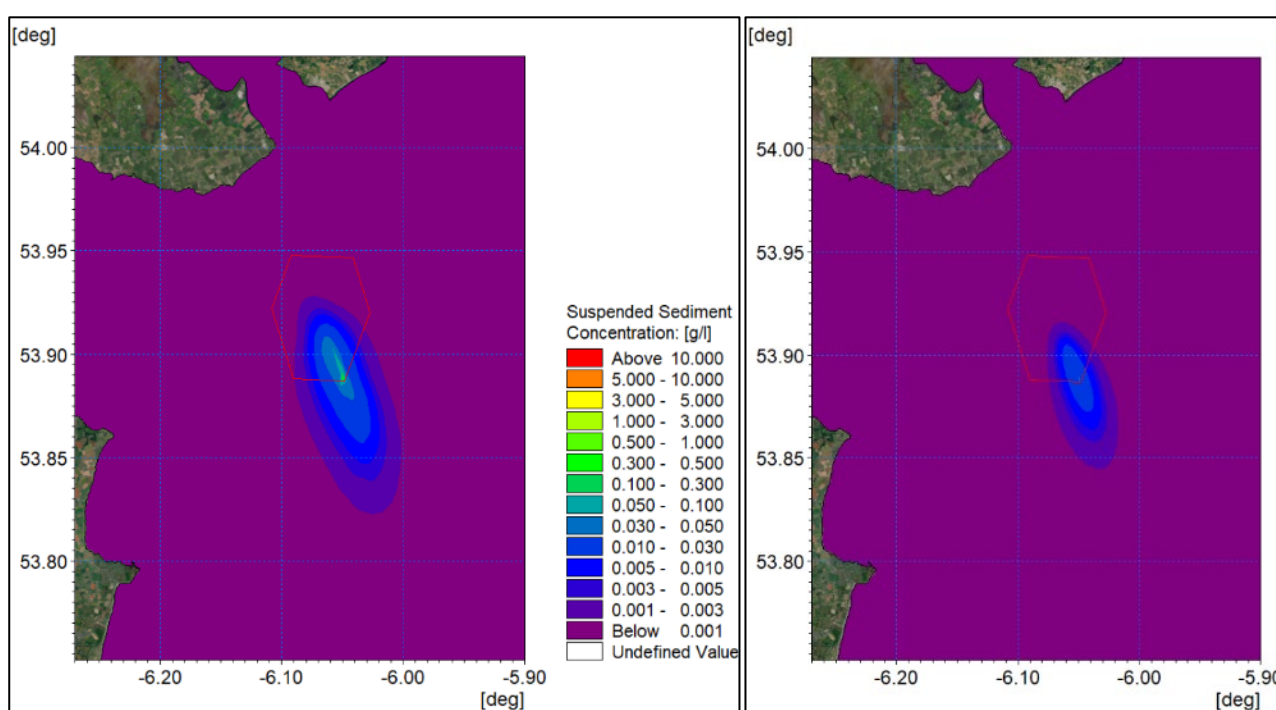 [deg]
54.00
53.95
53.90
53.85
53.80
-6.20
-6.10
-6.00
-5.90
[deg]
Suspended Sediment
Concentration: [g/l]
Above 10.000
5.000 - 10.000
3.000 - 5.000
1.000 - 3.000
0.500 - 1.000
0.300 - 0.500
0.100 - 0.300
0.050 - 0.100
0.030 - 0.050
0.010 - 0.030
0.005 - 0.010
0.003 - 0.005
0.001 - 0.003
Below 0.001
Undefined Value
[deg]
54.00
53.95
53.90
53.85
53.80
-6.20
-6.10
-6.00
-5.90
[deg]